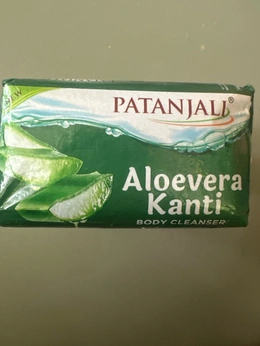 PATANJALI®
Aloevera
Kanti
BODY CLEANSER